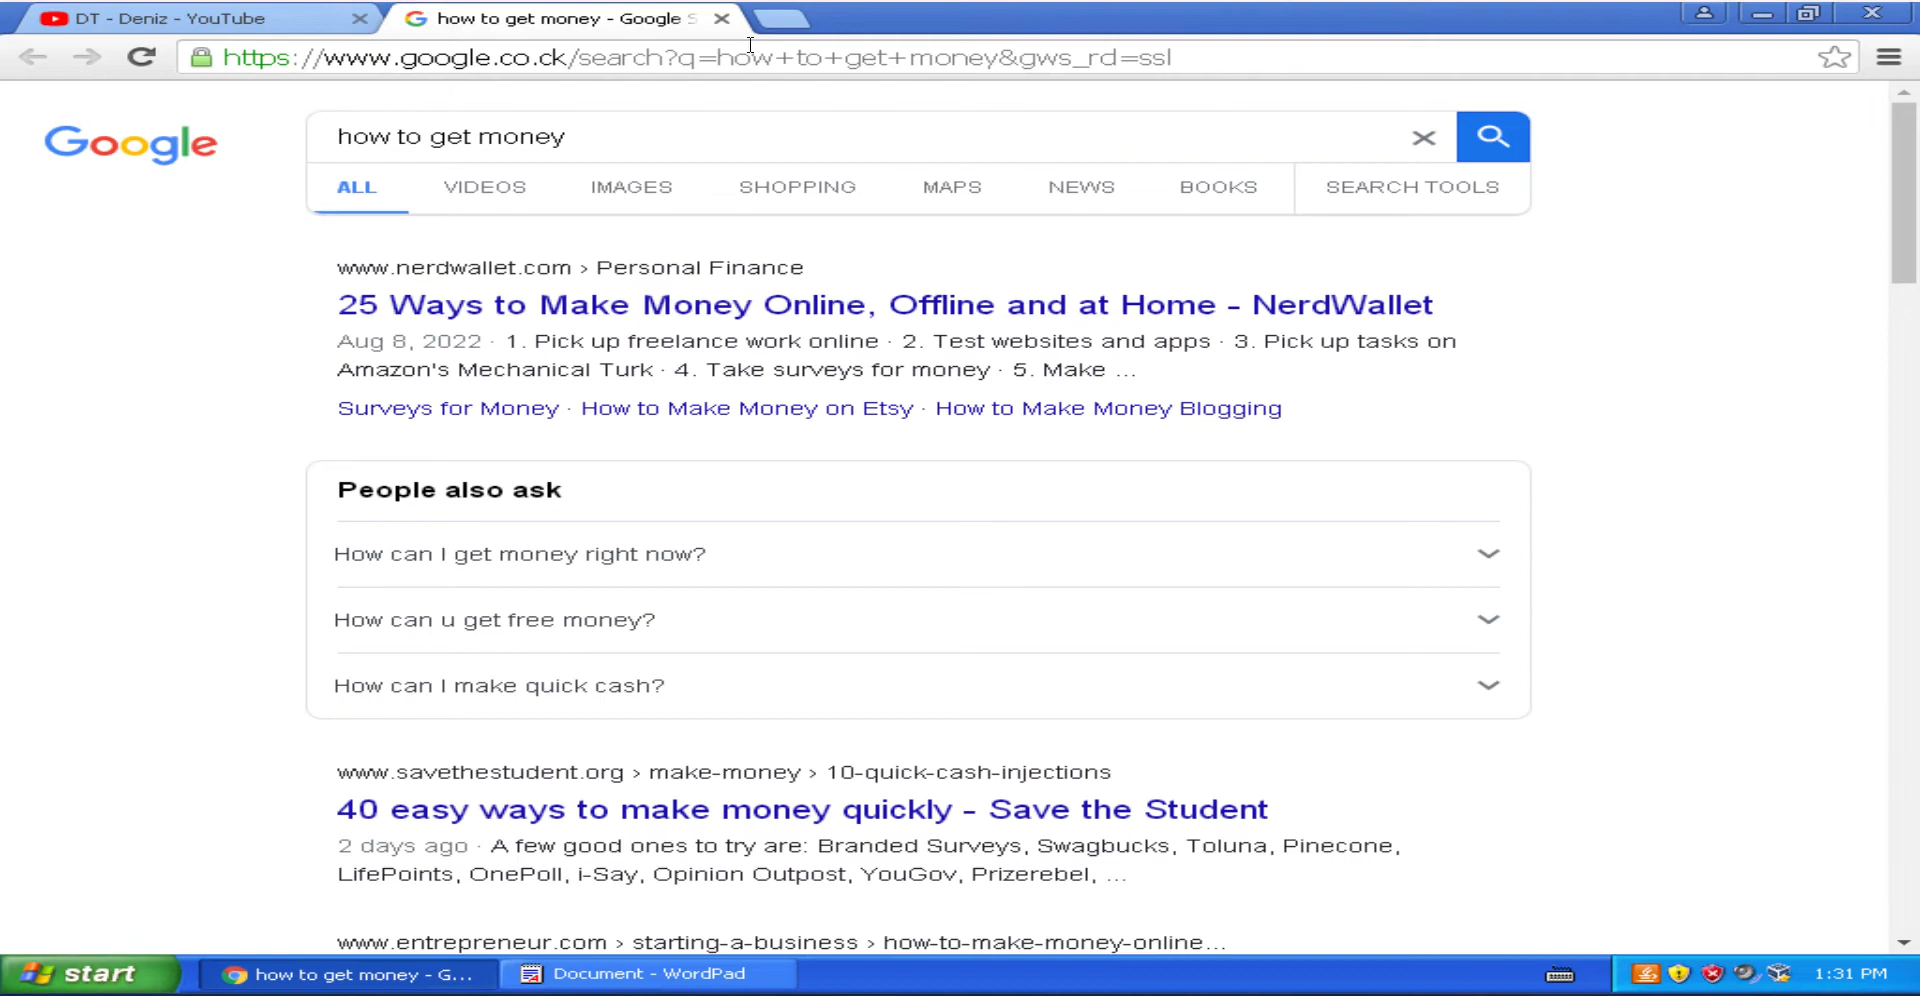 DT - Deniz - YouTube
how to get money - Google S
https://www.google.co.ck/search?q=how+to+get+money&gws_rd=ssl
Google
how to get money
ALL VIDEOS IMAGES SHOPPING MAPS NEWS BOOKS SEARCH TOOLS
www.nerdwallet.com › Personal Finance
25 Ways to Make Money Online, Offline and at Home - NerdWallet
Aug 8, 2022 · 1. Pick up freelance work online · 2. Test websites and apps · 3. Pick up tasks on
Amazon's Mechanical Turk · 4. Take surveys for money · 5. Make ...
Surveys for Money · How to Make Money on Etsy · How to Make Money Blogging
People also ask
How can I get money right now?
How can u get free money?
How can I make quick cash?
www.savethestudent.org › make-money › 10-quick-cash-injections
40 easy ways to make money quickly - Save the Student
2 days ago · A few good ones to try are: Branded Surveys, Swagbucks, Toluna, Pinecone,
LifePoints, OnePoll, i-Say, Opinion Outpost, YouGov, Prizerebel, ...
www.entrepreneur.com › starting-a-business › how-to-make-money-online...
start how to get money - G... Document - WordPad 1:31 PM